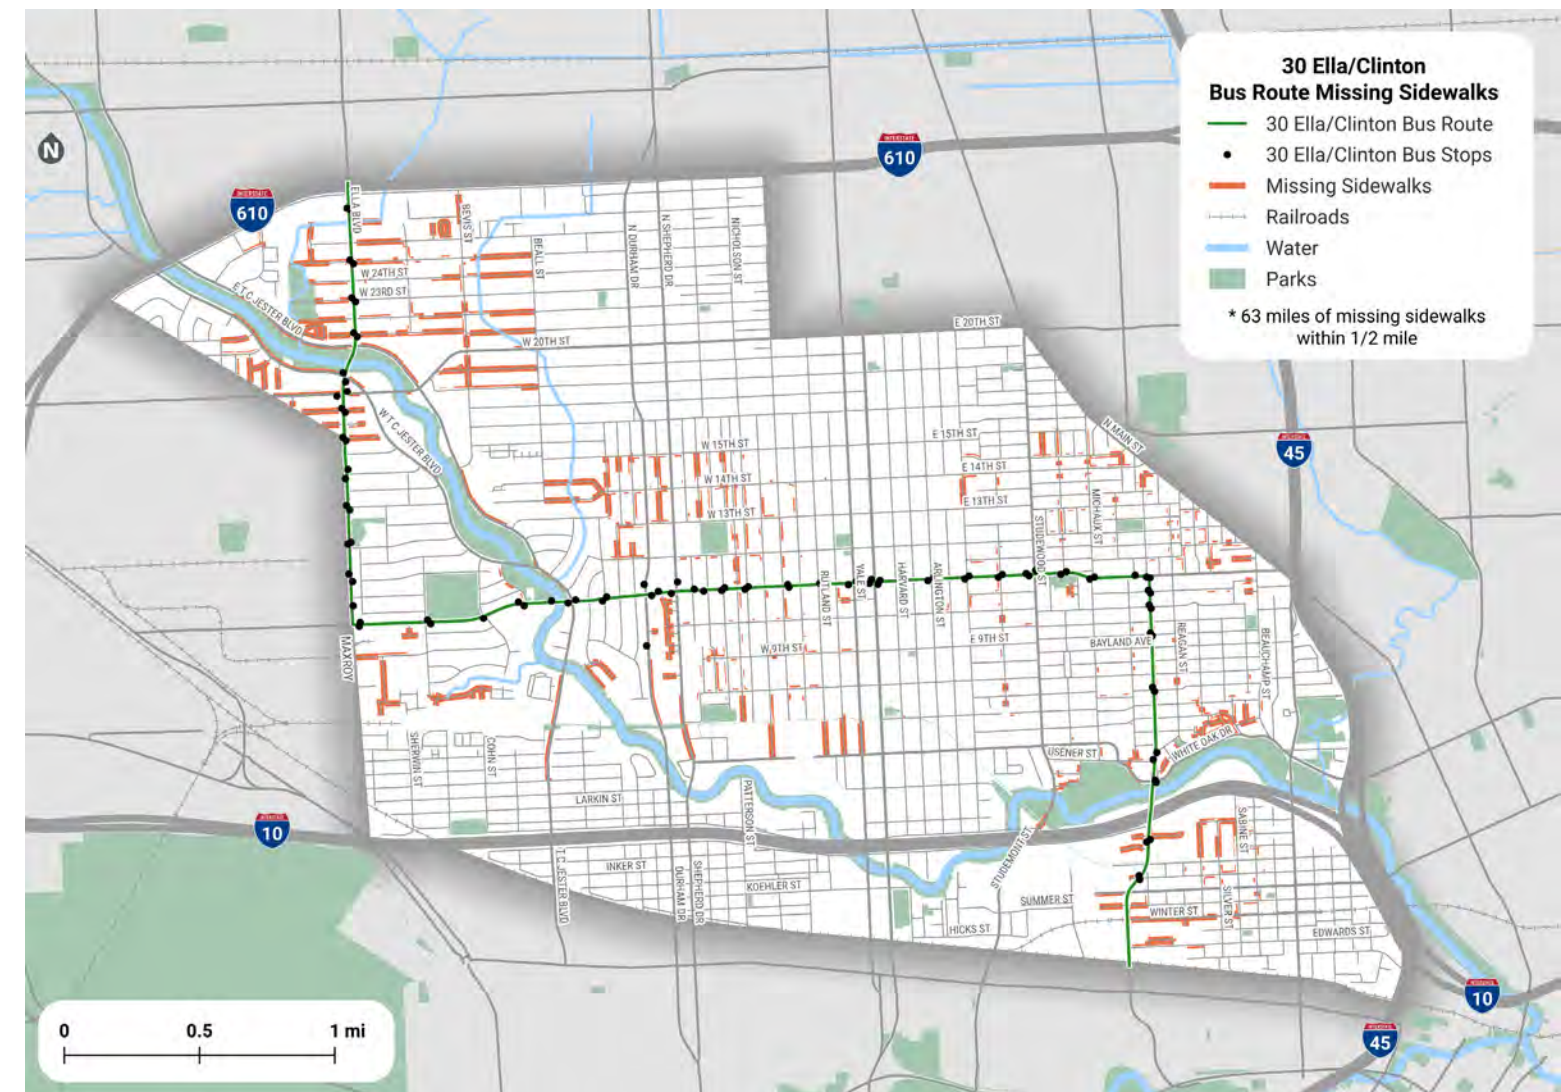 30 Ella/Clinton
Bus Route Missing Sidewalks
30 Ella/Clinton Bus Route
30 Ella/Clinton Bus Stops
Missing Sidewalks
Railroads
Water
Parks
* 63 miles of missing sidewalks
within 1/2 mile
N
INTERSTATE
610
INTERSTATE
610
ELLA BLVD
BEVIS ST
BEALL ST
N DURHAM DR
N SHEPHERD DR
NICHOLSON ST
W 24TH ST
W 23RD ST
E T C JESTER BLVD
W 20TH ST
E 20TH ST
W T C JESTER BLVD
N MAIN ST
INTERSTATE
45
W 15TH ST
E 15TH ST
W 14TH ST
E 14TH ST
W 13TH ST
E 13TH ST
MICHAUX ST
STUDEWOOD ST
RUTLAND ST
YALE ST
HARVARD ST
ARLINGTON ST
MAXROY
W 9TH ST
E 9TH ST
BAYLAND AVE
REAGAN ST
BEAUCHAMP ST
SHERWIN ST
COHN ST
USENER ST
WHITE OAK DR
LARKIN ST
PATTERSON ST
INTERSTATE
10
SABINE ST
STUDEMONT ST
T C JESTER BLVD
INKER ST
DURHAM DR
SHEPHERD DR
KOEHLER ST
SUMMER ST
WINTER ST
SILVER ST
HICKS ST
EDWARDS ST
INTERSTATE
10
INTERSTATE
45
0 0.5 1 mi